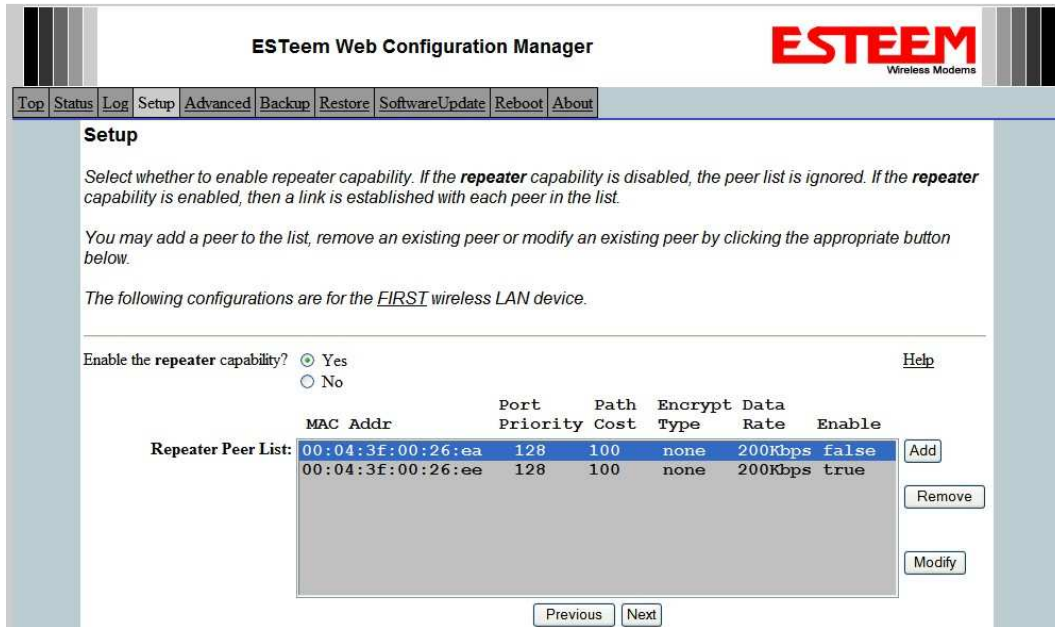 ESTeem Web Configuration Manager
ESTEEM
Wireless Modems
Top Status Log Setup Advanced Backup Restore SoftwareUpdate Reboot About
Setup
Select whether to enable repeater capability. If the repeater capability is disabled, the peer list is ignored. If the repeater
capability is enabled, then a link is established with each peer in the list.
You may add a peer to the list, remove an existing peer or modify an existing peer by clicking the appropriate button
below.
The following configurations are for the FIRST wireless LAN device.
Enable the repeater capability? Yes Help
No
Port Path Encrypt Data
MAC Addr Priority Cost Type Rate Enable
Repeater Peer List: 00:04:3f:00:26:ea 128 100 none 200Kbps false Add
00:04:3f:00:26:ee 128 100 none 200Kbps true
Remove
Modify
Previous Next